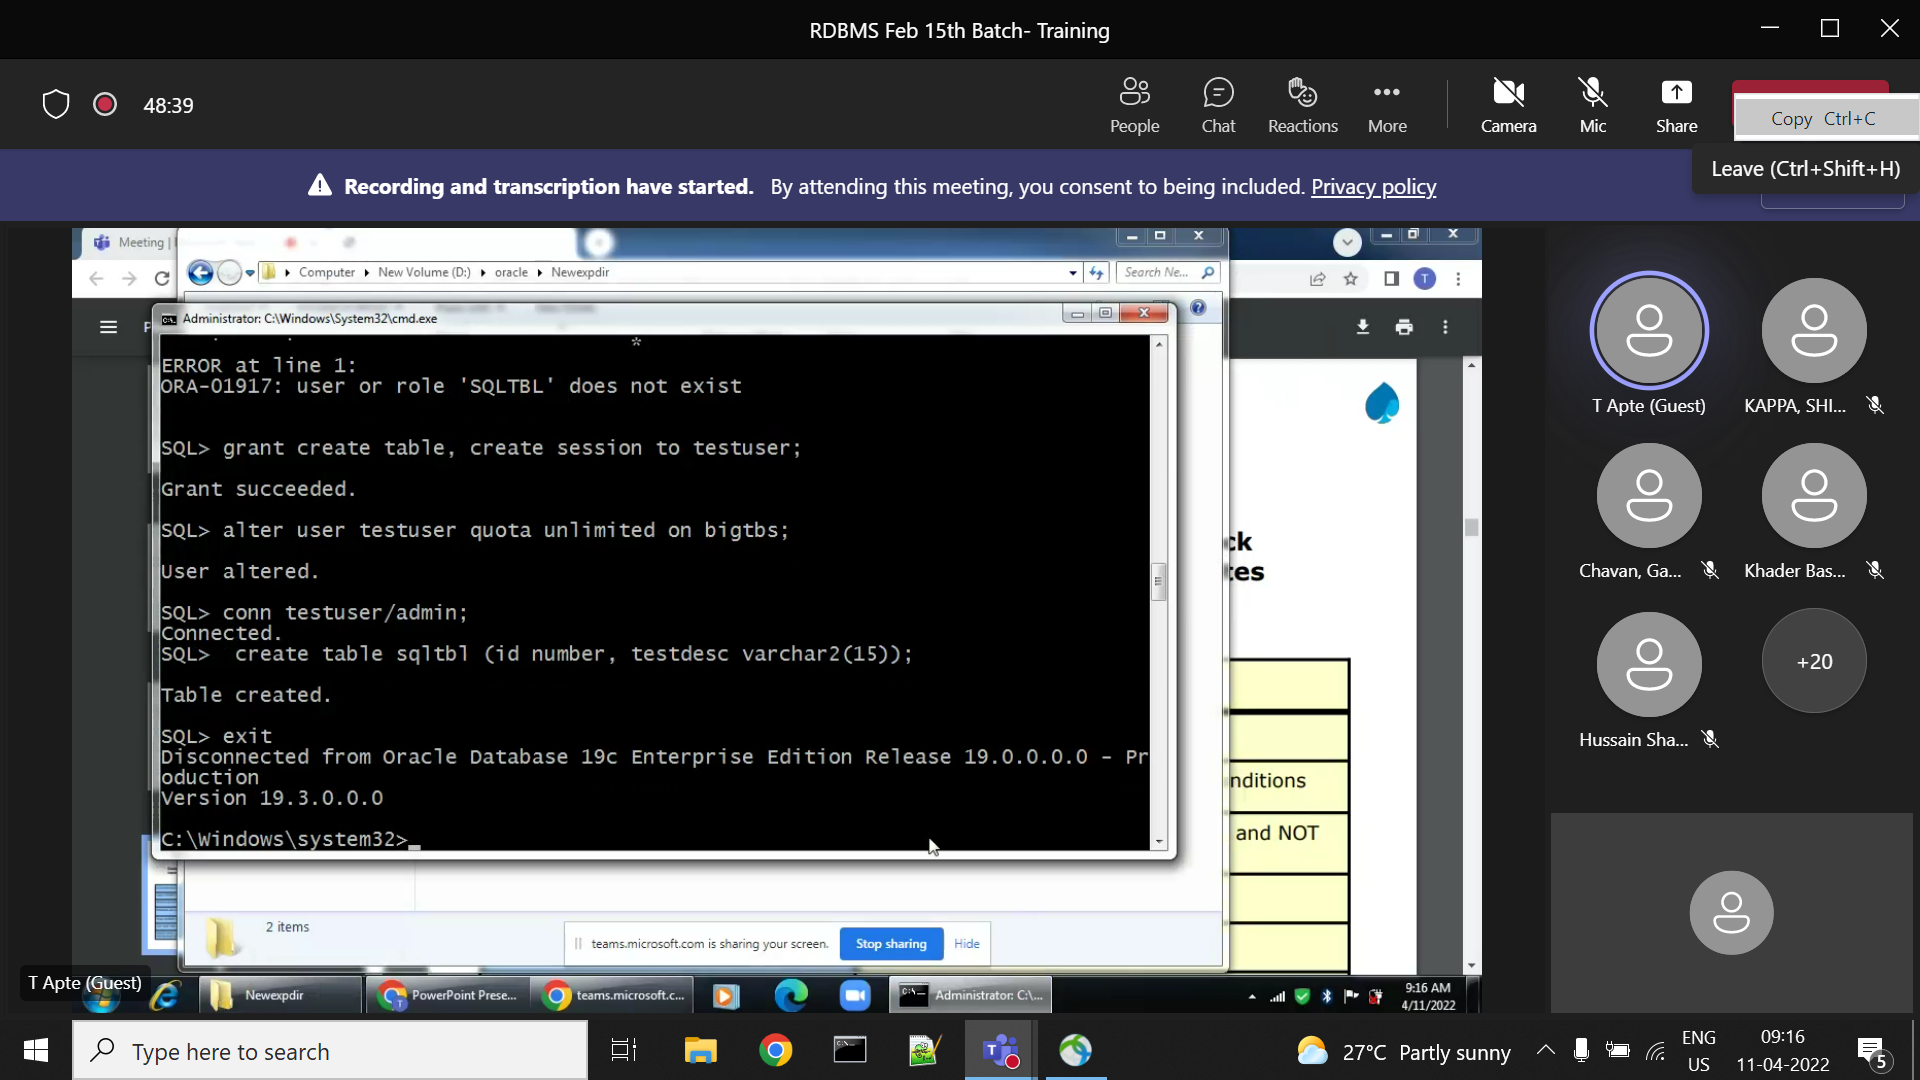 RDBMS Feb 15th Batch- Training
48:39
People
Chat
Reactions
More
Camera
Mic
Share
Copy Ctrl+C
Leave (Ctrl+Shift+H)
Recording and transcription have started. By attending this meeting, you consent to being included. Privacy policy
Meeting |
Computer
New Volume (D:)
oracle
Newexpdir
Search Ne...
T
Administrator: C:\Windows\System32\cmd.exe
*
ERROR at line 1:
ORA-01917: user or role 'SQLTBL' does not exist
SQL> grant create table, create session to testuser;
Grant succeeded.
SQL> alter user testuser quota unlimited on bigtbs;
User altered.
SQL> conn testuser/admin;
Connected.
SQL>  create table sqltbl (id number, testdesc varchar2(15));
Table created.
SQL> exit
Disconnected from Oracle Database 19c Enterprise Edition Release 19.0.0.0.0 - Pr
oduction
Version 19.3.0.0.0
C:\Windows\system32>
ck
tes
nditions
and NOT
2 items
teams.microsoft.com is sharing your screen.
Stop sharing
Hide
T Apte (Guest)
Newexpdir
PowerPoint Prese...
teams.microsoft.c...
Administrator: C:\...
9:16 AM
4/11/2022
T Apte (Guest)
KAPPA, SHI...
Chavan, Ga...
Khader Bas...
Hussain Sha...
+20
Type here to search
27°C Partly sunny
ENG
US
09:16
11-04-2022
5